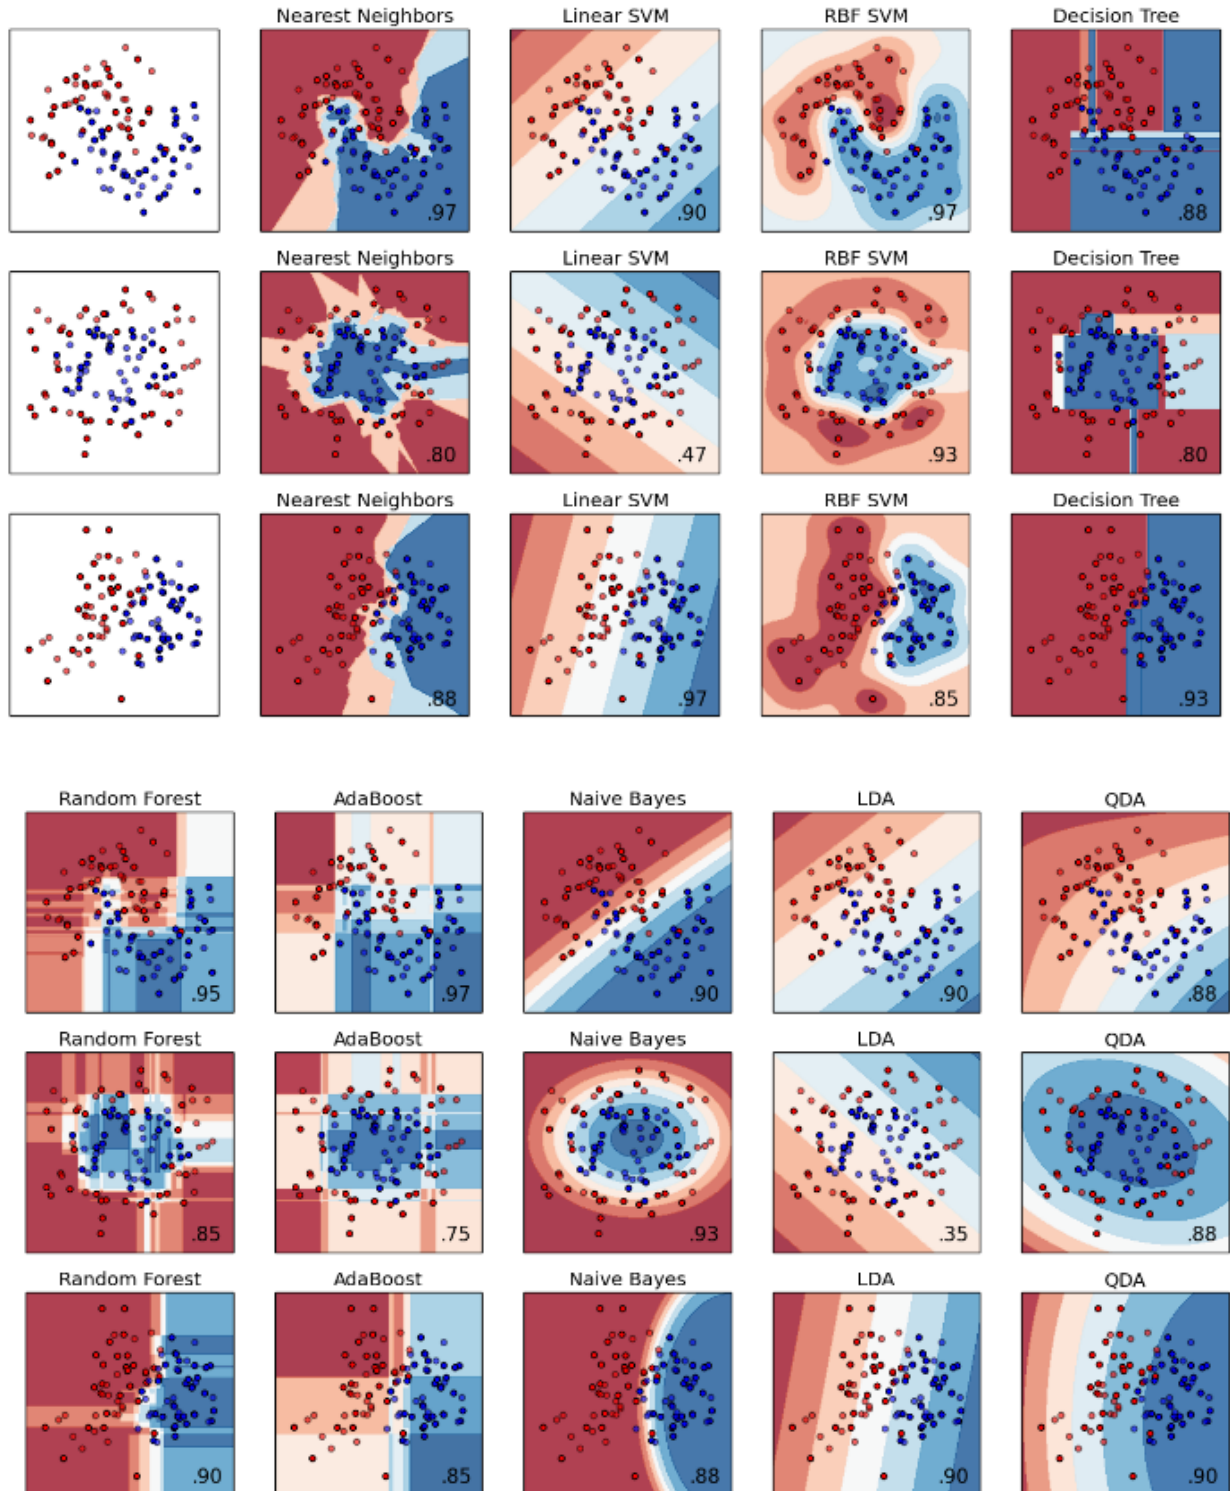 Nearest Neighbors Linear SVM RBF SVM Decision Tree
.97 .90 .97 .88
Nearest Neighbors Linear SVM RBF SVM Decision Tree
.80 .47 .93 .80
Nearest Neighbors Linear SVM RBF SVM Decision Tree
.88 .97 .85 .93
Random Forest AdaBoost Naive Bayes LDA QDA
.95 .97 .90 .90 .88
Random Forest AdaBoost Naive Bayes LDA QDA
.85 .75 .93 .35 .88
Random Forest AdaBoost Naive Bayes LDA QDA
.90 .85 .88 .90 .90